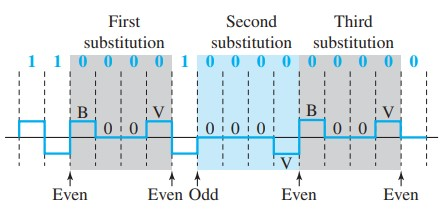 First Second Third
substitution substitution substitution
1 1 0 0 0 0 1 0 0 0 0 0 0 0 0 0
B V B V
0 0 0 0 0 0 0
V
Even Even Odd Even Even